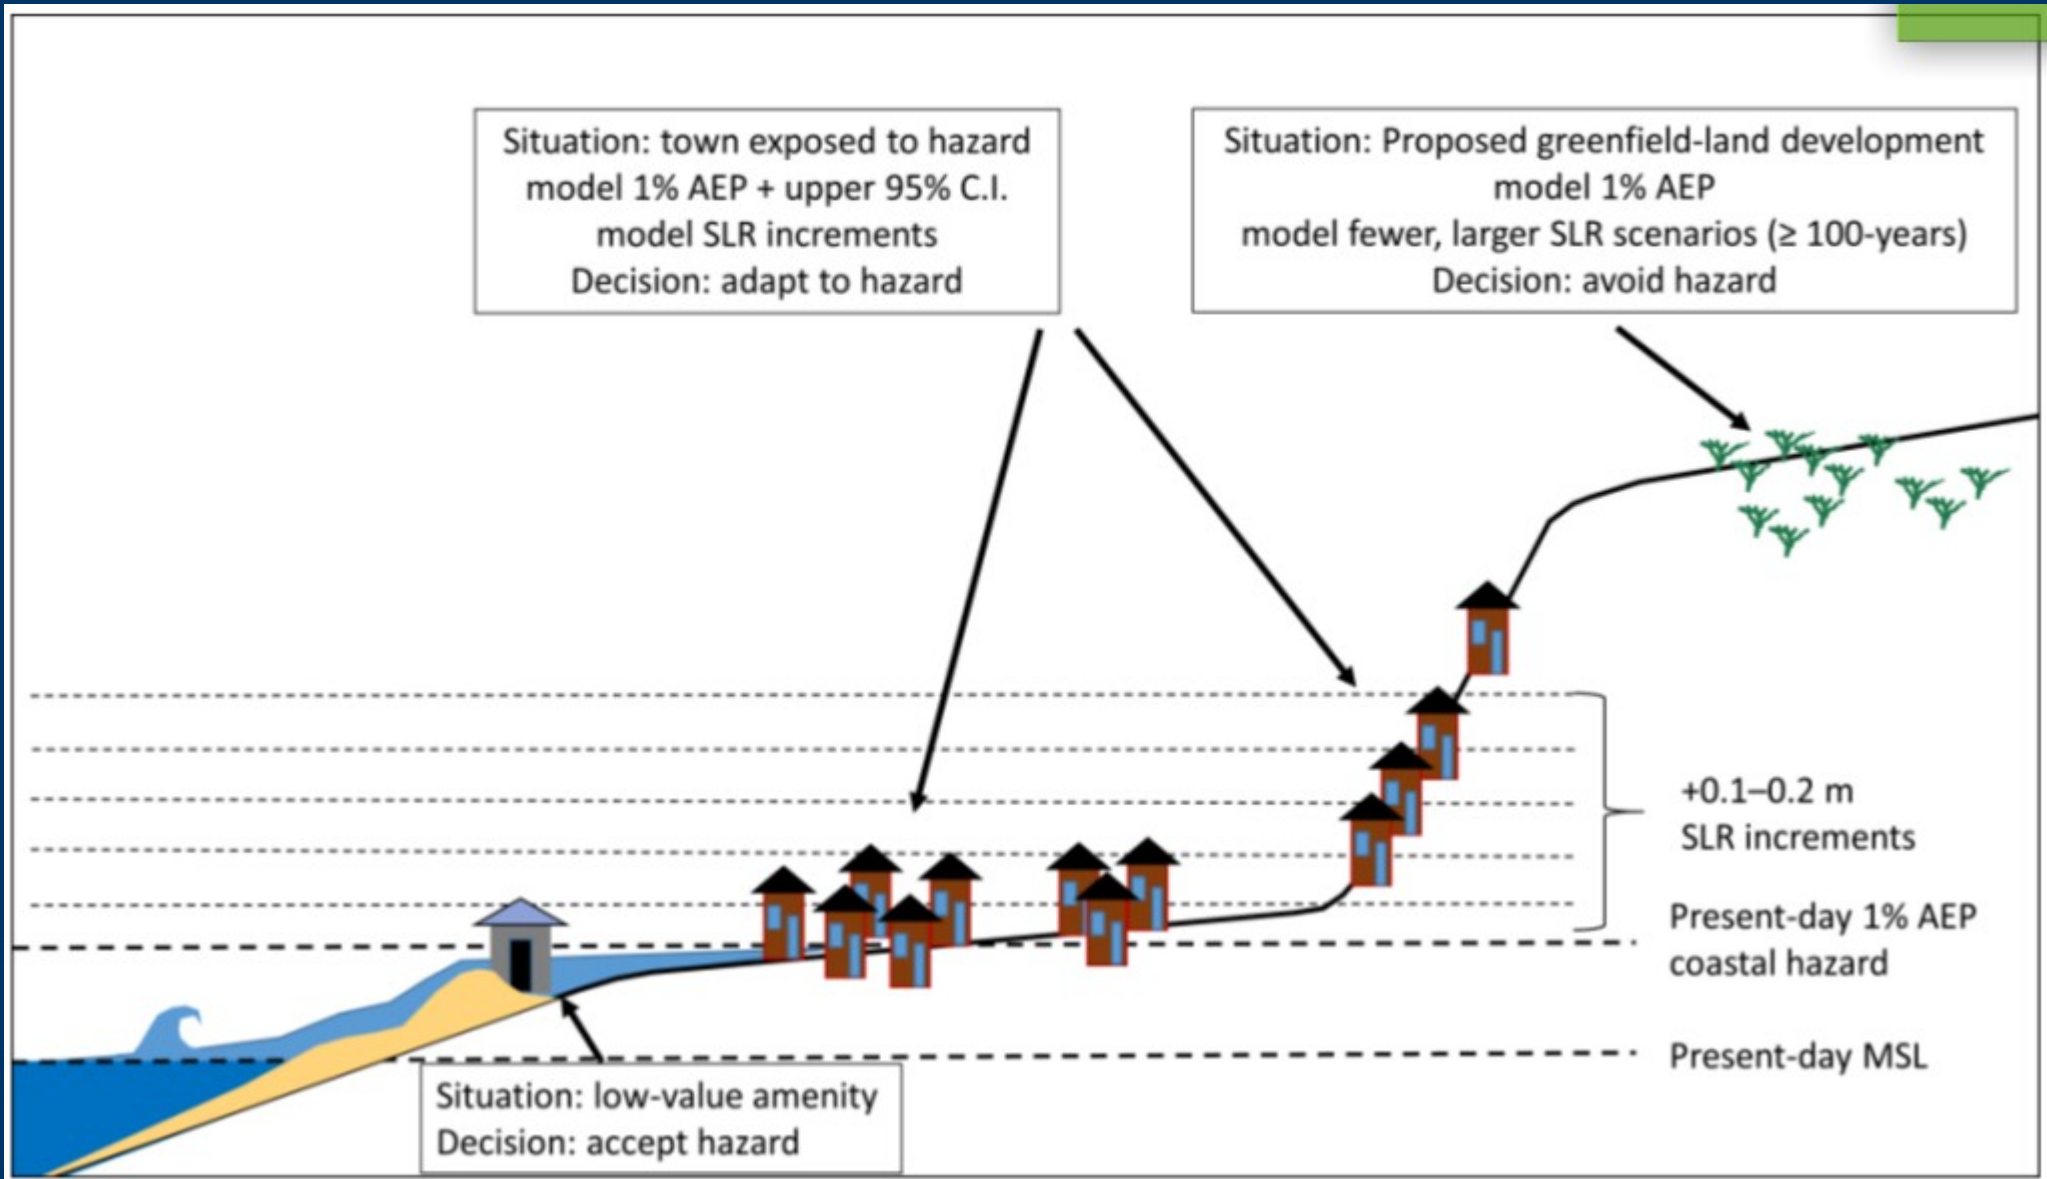 Situation: town exposed to hazard
model 1% AEP + upper 95% C.I.
model SLR increments
Decision: adapt to hazard
Situation: Proposed greenfield-land development
model 1% AEP
model fewer, larger SLR scenarios (≥ 100-years)
Decision: avoid hazard
+0.1–0.2 m
SLR increments
Present-day 1% AEP
coastal hazard
Present-day MSL
Situation: low-value amenity
Decision: accept hazard